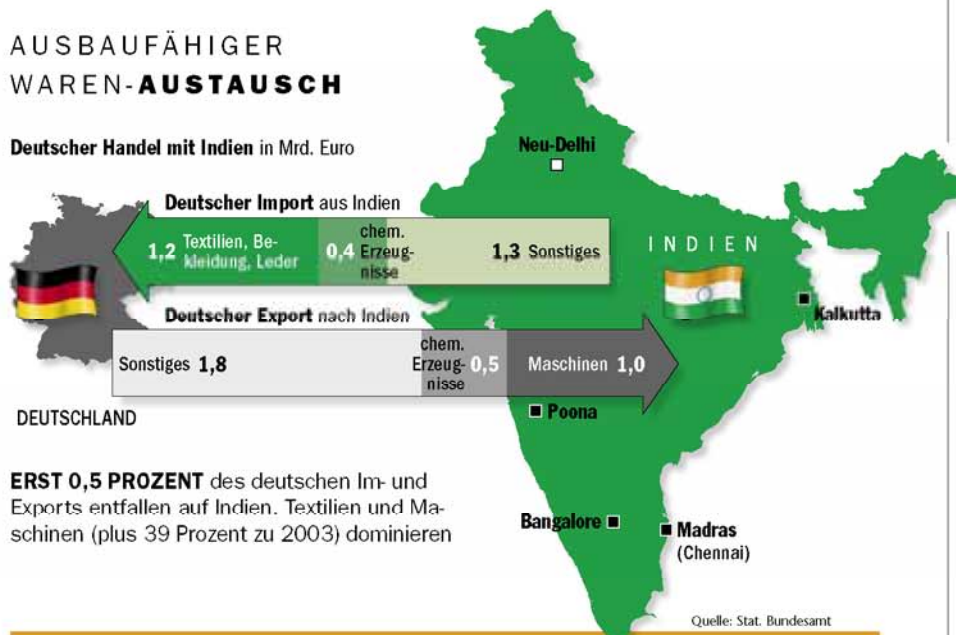 AUSBAUFÄHIGER
WAREN-AUSTAUSCH
Deutscher Handel mit Indien in Mrd. Euro
Neu-Delhi
Deutscher Import aus Indien
1,2 Textilien, Be-
kleidung, Leder
0,4 chem.
Erzeug-
nisse
1,3 Sonstiges
INDIEN
Kalkutta
Deutscher Export nach Indien
Sonstiges 1,8
chem.
Erzeug-
nisse 0,5
Maschinen 1,0
DEUTSCHLAND
Poona
ERST 0,5 PROZENT des deutschen Im- und
Exports entfallen auf Indien. Textilien und Ma-
schinen (plus 39 Prozent zu 2003) dominieren
Bangalore
Madras
(Chennai)
Quelle: Stat. Bundesamt